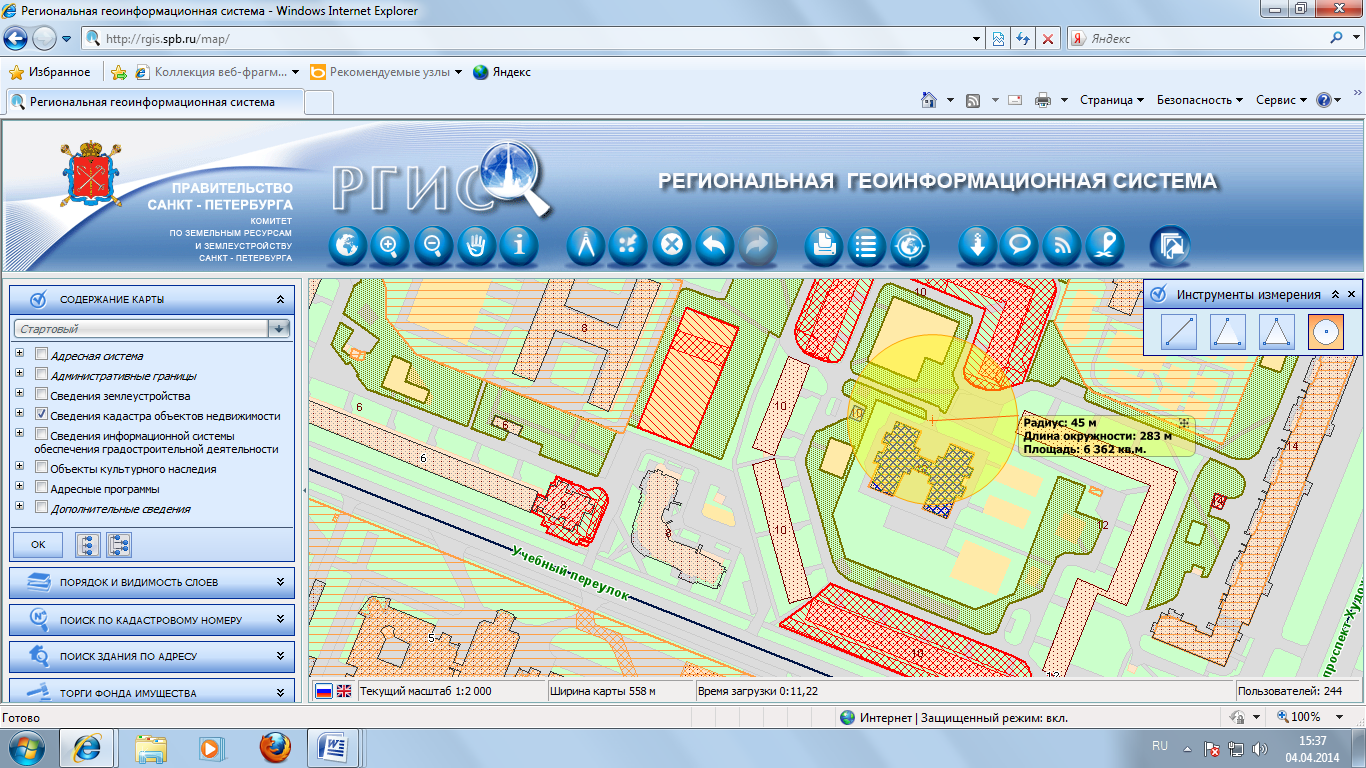 Региональная геоинформационная система - Windows Internet Explorer
http://rgis.spb.ru/map/
Яндекс
Избранное
Коллекция веб-фрагм...
Рекомендуемые узлы
Яндекс
Региональная геоинформационная система
Страница
Безопасность
Сервис
ПРАВИТЕЛЬСТВО
САНКТ - ПЕТЕРБУРГА
КОМИТЕТ
ПО ЗЕМЕЛЬНЫМ РЕСУРСАМ
И ЗЕМЛЕУСТРОЙСТВУ
САНКТ - ПЕТЕРБУРГА
РГИС
РЕГИОНАЛЬНАЯ ГЕОИНФОРМАЦИОННАЯ СИСТЕМА
СОДЕРЖАНИЕ КАРТЫ
Стартовый
Адресная система
Административные границы
Сведения землеустройства
Сведения кадастра объектов недвижимости
Сведения информационной системы
обеспечения градостроительной деятельности
Объекты культурного наследия
Адресные программы
Дополнительные сведения
ОК
ПОРЯДОК И ВИДИМОСТЬ СЛОЕВ
ПОИСК ПО КАДАСТРОВОМУ НОМЕРУ
ПОИСК ЗДАНИЯ ПО АДРЕСУ
ТОРГИ ФОНДА ИМУЩЕСТВА
Инструменты измерения
10
6
10
Радиус: 45 м
Длина окружности: 283 м
Площадь: 6 362 кв.м.
6
6
14
10
2
Учебный переулок
5
10
проспект Худо
Текущий масштаб 1:2 000
Ширина карты 558 м
Время загрузки 0:11,22
Пользователей: 244
Готово
Интернет | Защищенный режим: вкл.
100%
RU
15:37
04.04.2014